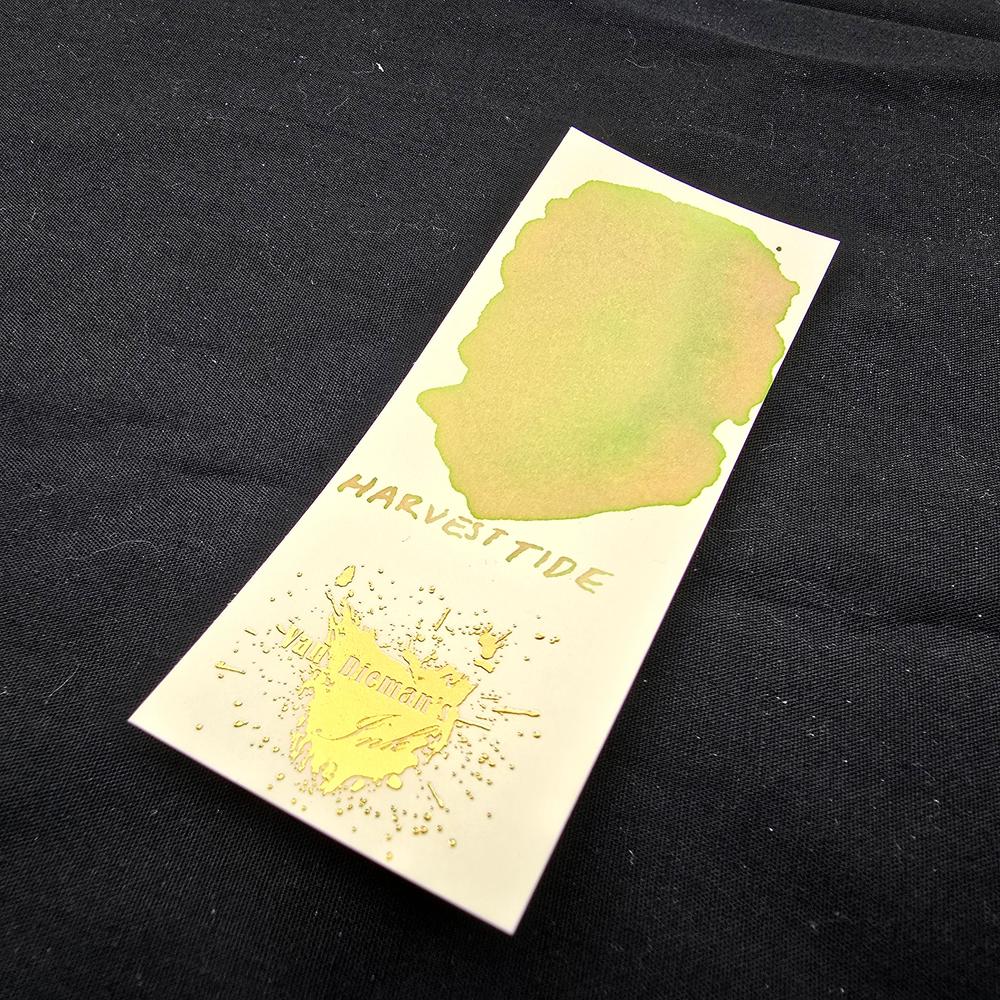 HARVEST TIDE
Van Dieman's
Ink